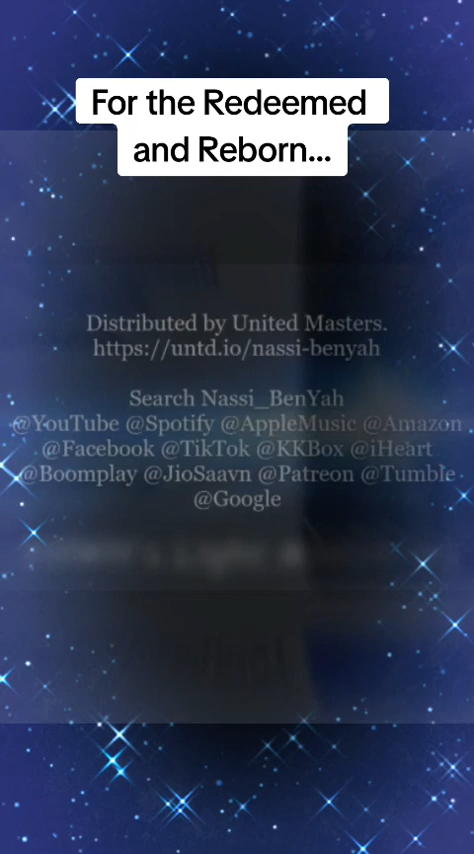 For the Redeemed
and Reborn...
Distributed by United Masters.
https://untd.io/nassi-benyah
Search Nassi_BenYah
@YouTube @Spotify @AppleMusic @Amazon
@Facebook @TikTok @KKBox @iHeart
@Boomplay @JioSaavn @Patreon @Tumble
@Google